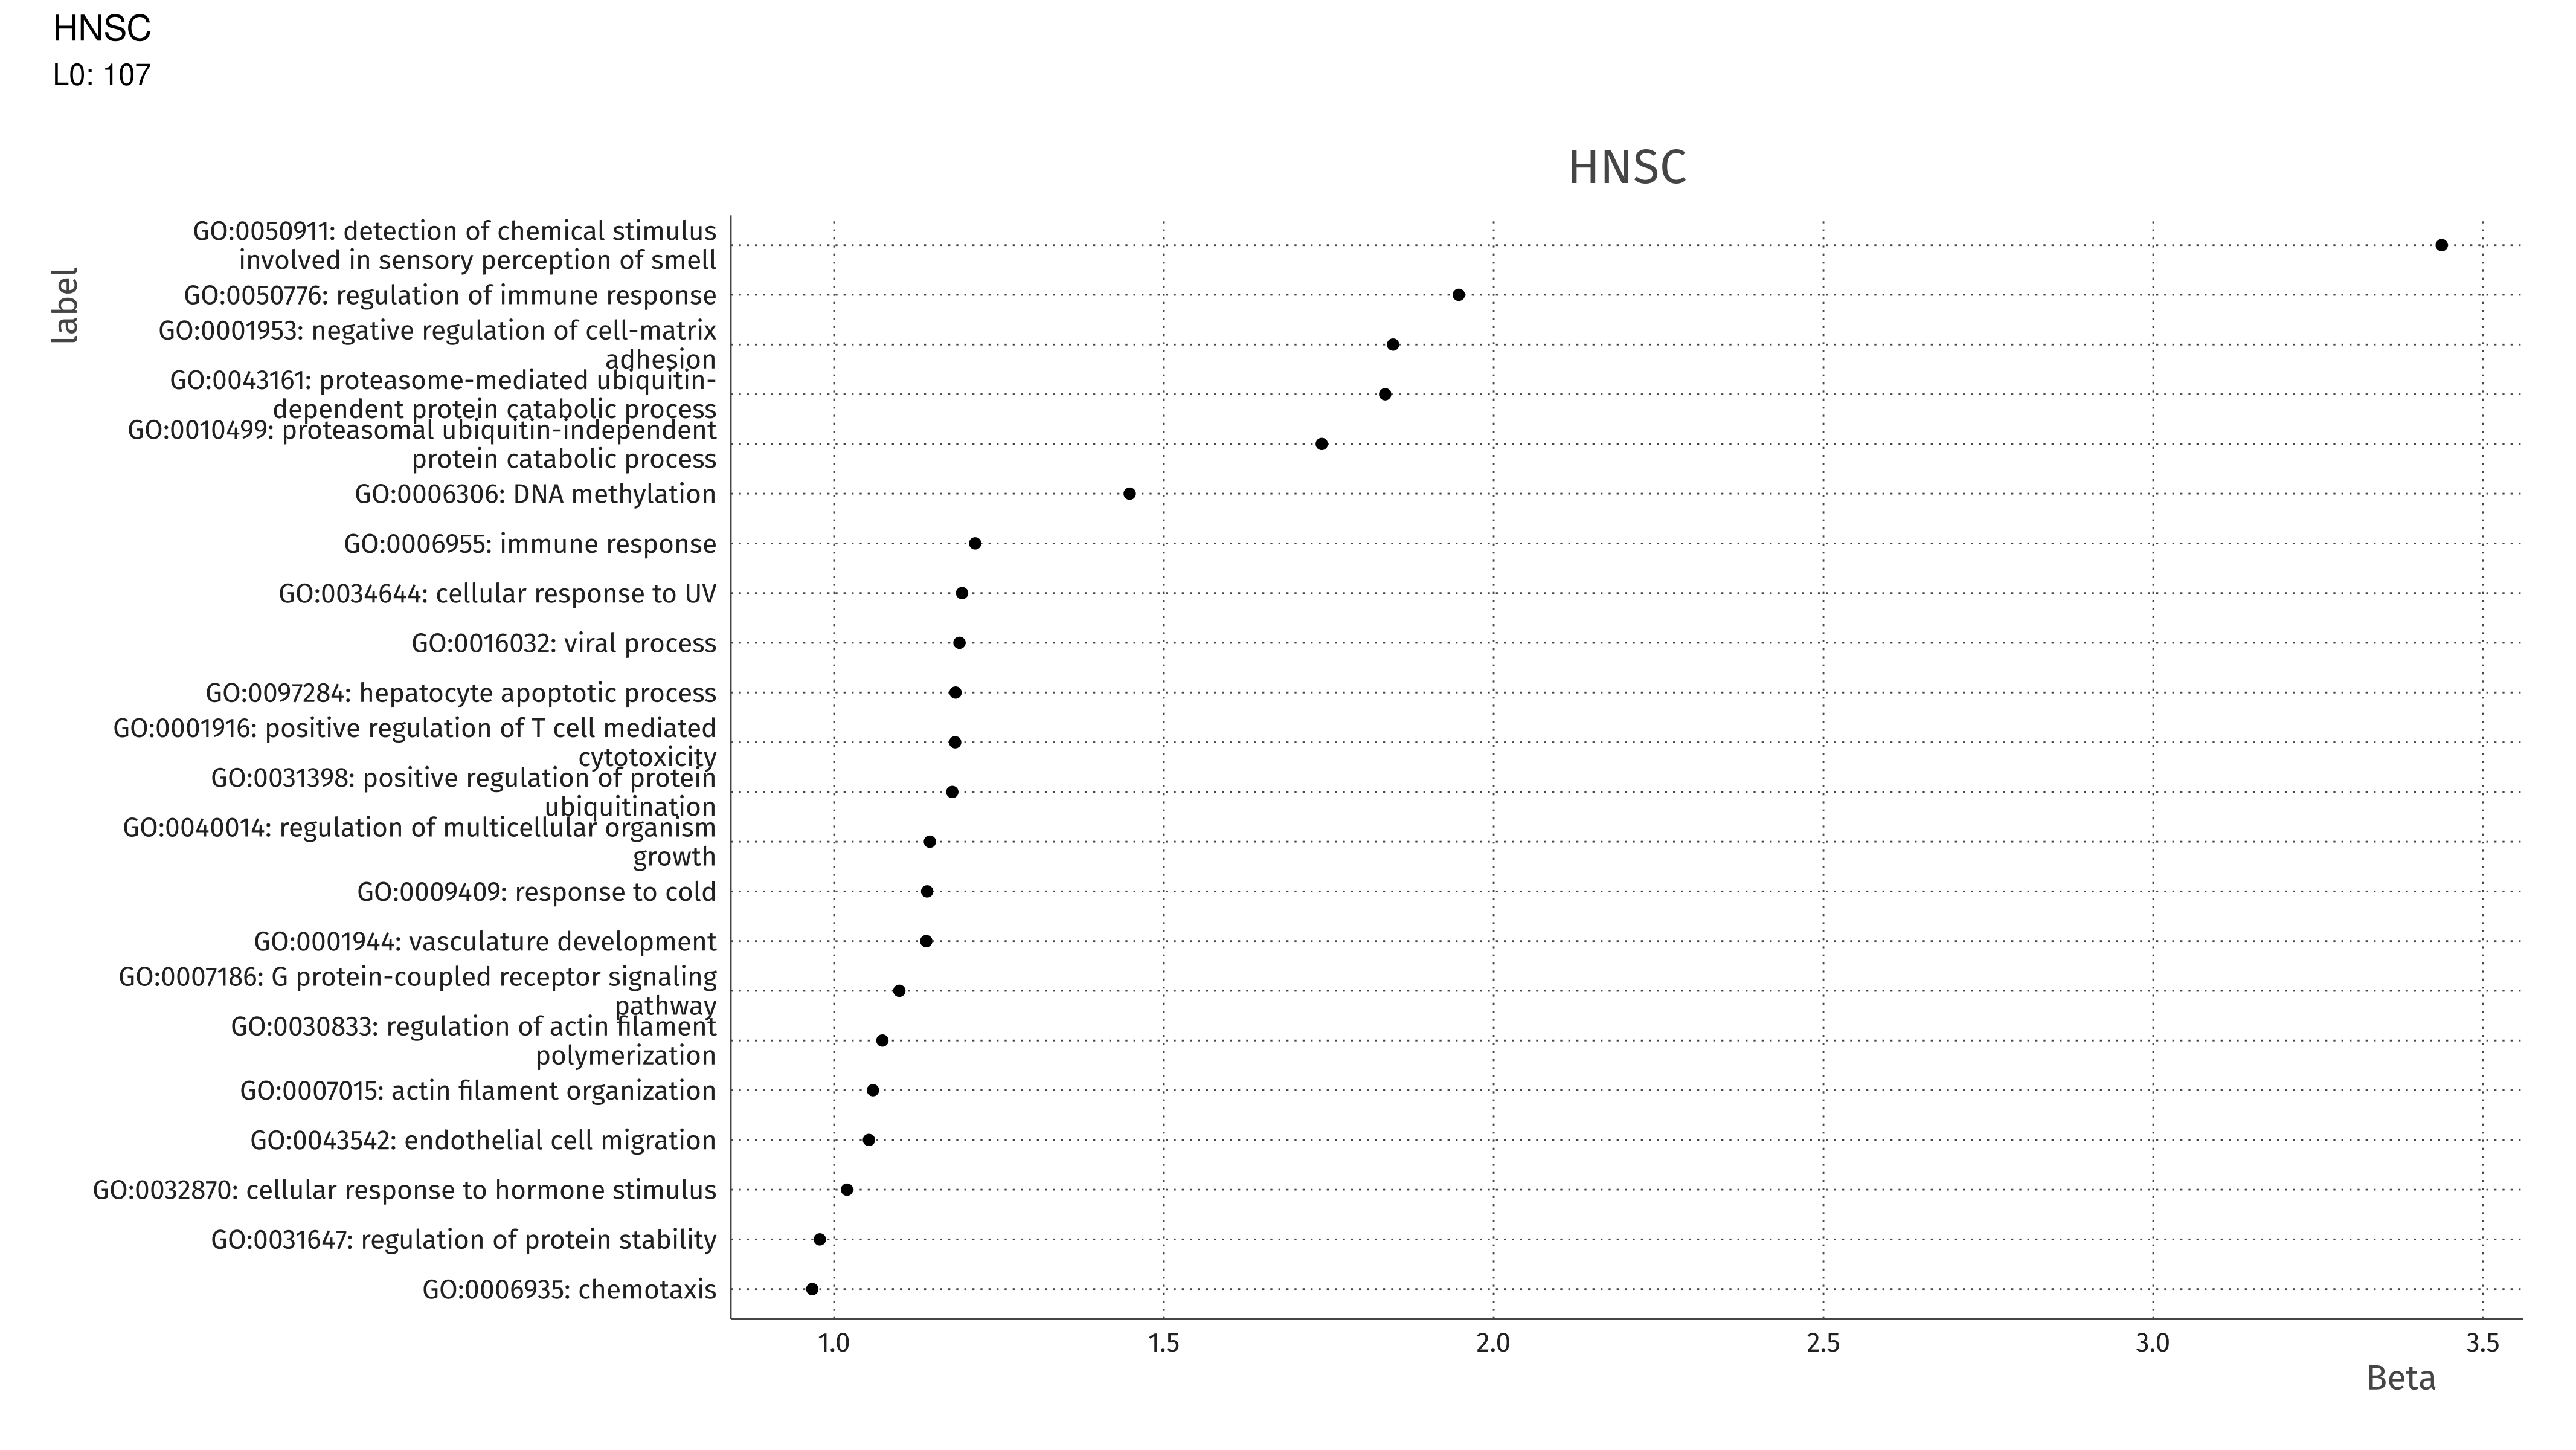 HNSC
L0: 107
HNSC
label
GO:0050911: detection of chemical stimulus
involved in sensory perception of smell
GO:0050776: regulation of immune response
GO:0001953: negative regulation of cell-matrix
adhesion
GO:0043161: proteasome-mediated ubiquitin-
dependent protein catabolic process
GO:0010499: proteasomal ubiquitin-independent
protein catabolic process
GO:0006306: DNA methylation
GO:0006955: immune response
GO:0034644: cellular response to UV
GO:0016032: viral process
GO:0097284: hepatocyte apoptotic process
GO:0001916: positive regulation of T cell mediated
cytotoxicity
GO:0031398: positive regulation of protein
ubiquitination
GO:0040014: regulation of multicellular organism
growth
GO:0009409: response to cold
GO:0001944: vasculature development
GO:0007186: G protein-coupled receptor signaling
pathway
GO:0030833: regulation of actin filament
polymerization
GO:0007015: actin filament organization
GO:0043542: endothelial cell migration
GO:0032870: cellular response to hormone stimulus
GO:0031647: regulation of protein stability
GO:0006935: chemotaxis
1.0 1.5 2.0 2.5 3.0 3.5
Beta